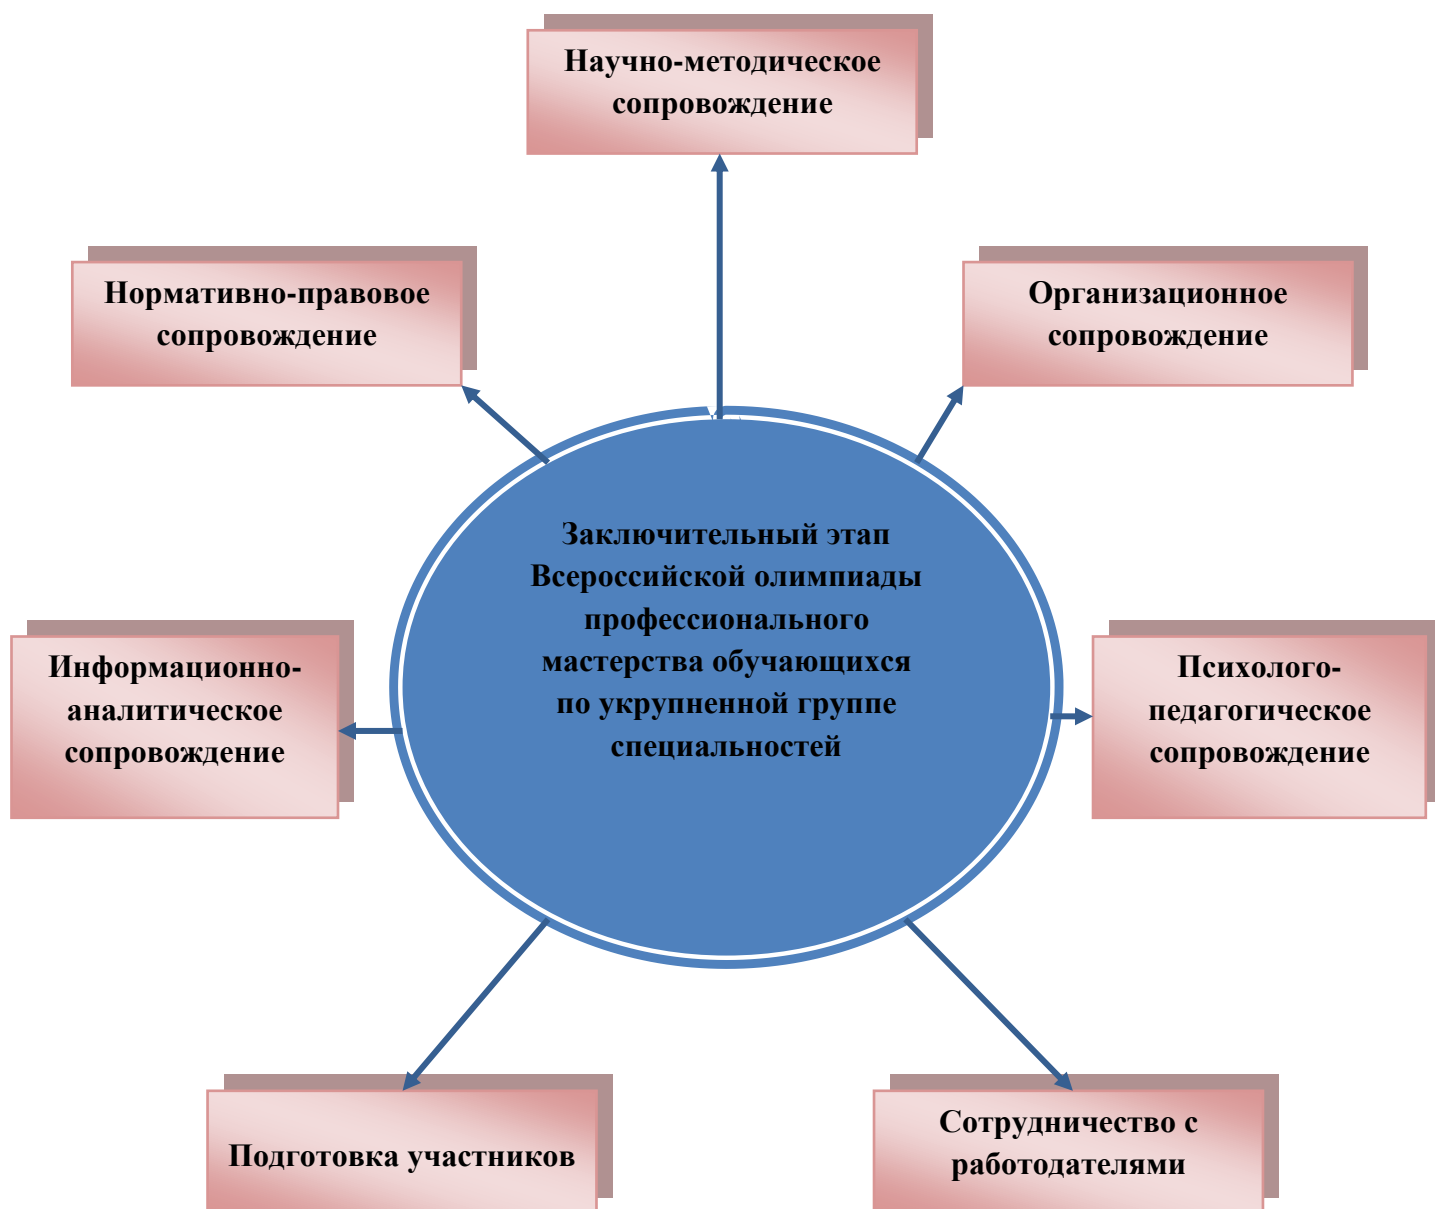 Научно-методическое
сопровождение
Нормативно-правовое
сопровождение
Организационное
сопровождение
Заключительный этап
Всероссийской олимпиады
профессионального
мастерства обучающихся
по укрупненной группе
специальностей
Информационно-
аналитическое
сопровождение
Психолого-
педагогическое
сопровождение
Подготовка участников
Сотрудничество с
работодателями